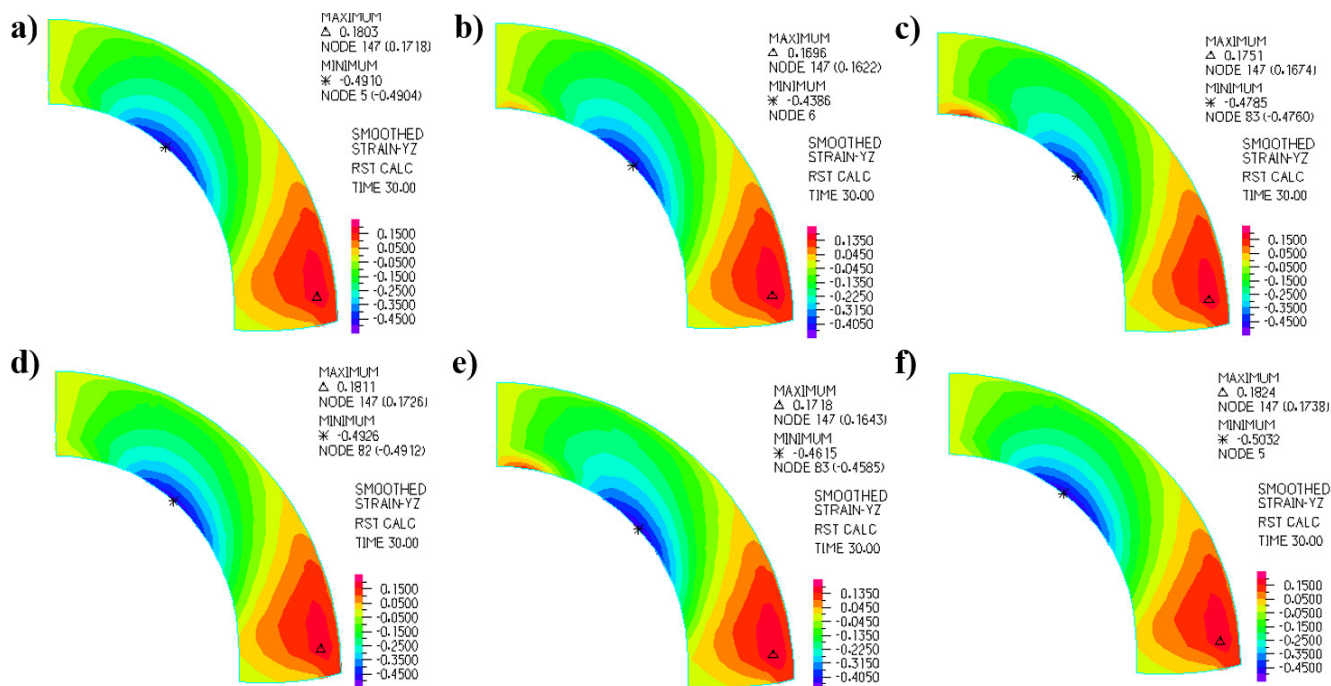 a)
MAXIMUM
△ 0.1803
NODE 147 (0.1718)
MINIMUM
* -0.4910
NODE 5 (-0.4904)
SMOOTHED
STRAIN-YZ
RST CALC
TIME 30.00
0.1500
0.0500
-0.0500
-0.1500
-0.2500
-0.3500
-0.4500
b)
MAXIMUM
△ 0.1696
NODE 147 (0.1622)
MINIMUM
* -0.4386
NODE 6
SMOOTHED
STRAIN-YZ
RST CALC
TIME 30.00
0.1350
0.0450
-0.0450
-0.1350
-0.2250
-0.3150
-0.4050
c)
MAXIMUM
△ 0.1751
NODE 147 (0.1674)
MINIMUM
* -0.4785
NODE 83 (-0.4760)
SMOOTHED
STRAIN-YZ
RST CALC
TIME 30.00
0.1500
0.0500
-0.0500
-0.1500
-0.2500
-0.3500
-0.4500
d)
MAXIMUM
△ 0.1811
NODE 147 (0.1726)
MINIMUM
* -0.4926
NODE 82 (-0.4912)
SMOOTHED
STRAIN-YZ
RST CALC
TIME 30.00
0.1500
0.0500
-0.0500
-0.1500
-0.2500
-0.3500
-0.4500
e)
MAXIMUM
△ 0.1718
NODE 147 (0.1643)
MINIMUM
* -0.4615
NODE 83 (-0.4585)
SMOOTHED
STRAIN-YZ
RST CALC
TIME 30.00
0.1350
0.0450
-0.0450
-0.1350
-0.2250
-0.3150
-0.4050
f)
MAXIMUM
△ 0.1824
NODE 147 (0.1738)
MINIMUM
* -0.5032
NODE 5
SMOOTHED
STRAIN-YZ
RST CALC
TIME 30.00
0.1500
0.0500
-0.0500
-0.1500
-0.2500
-0.3500
-0.4500